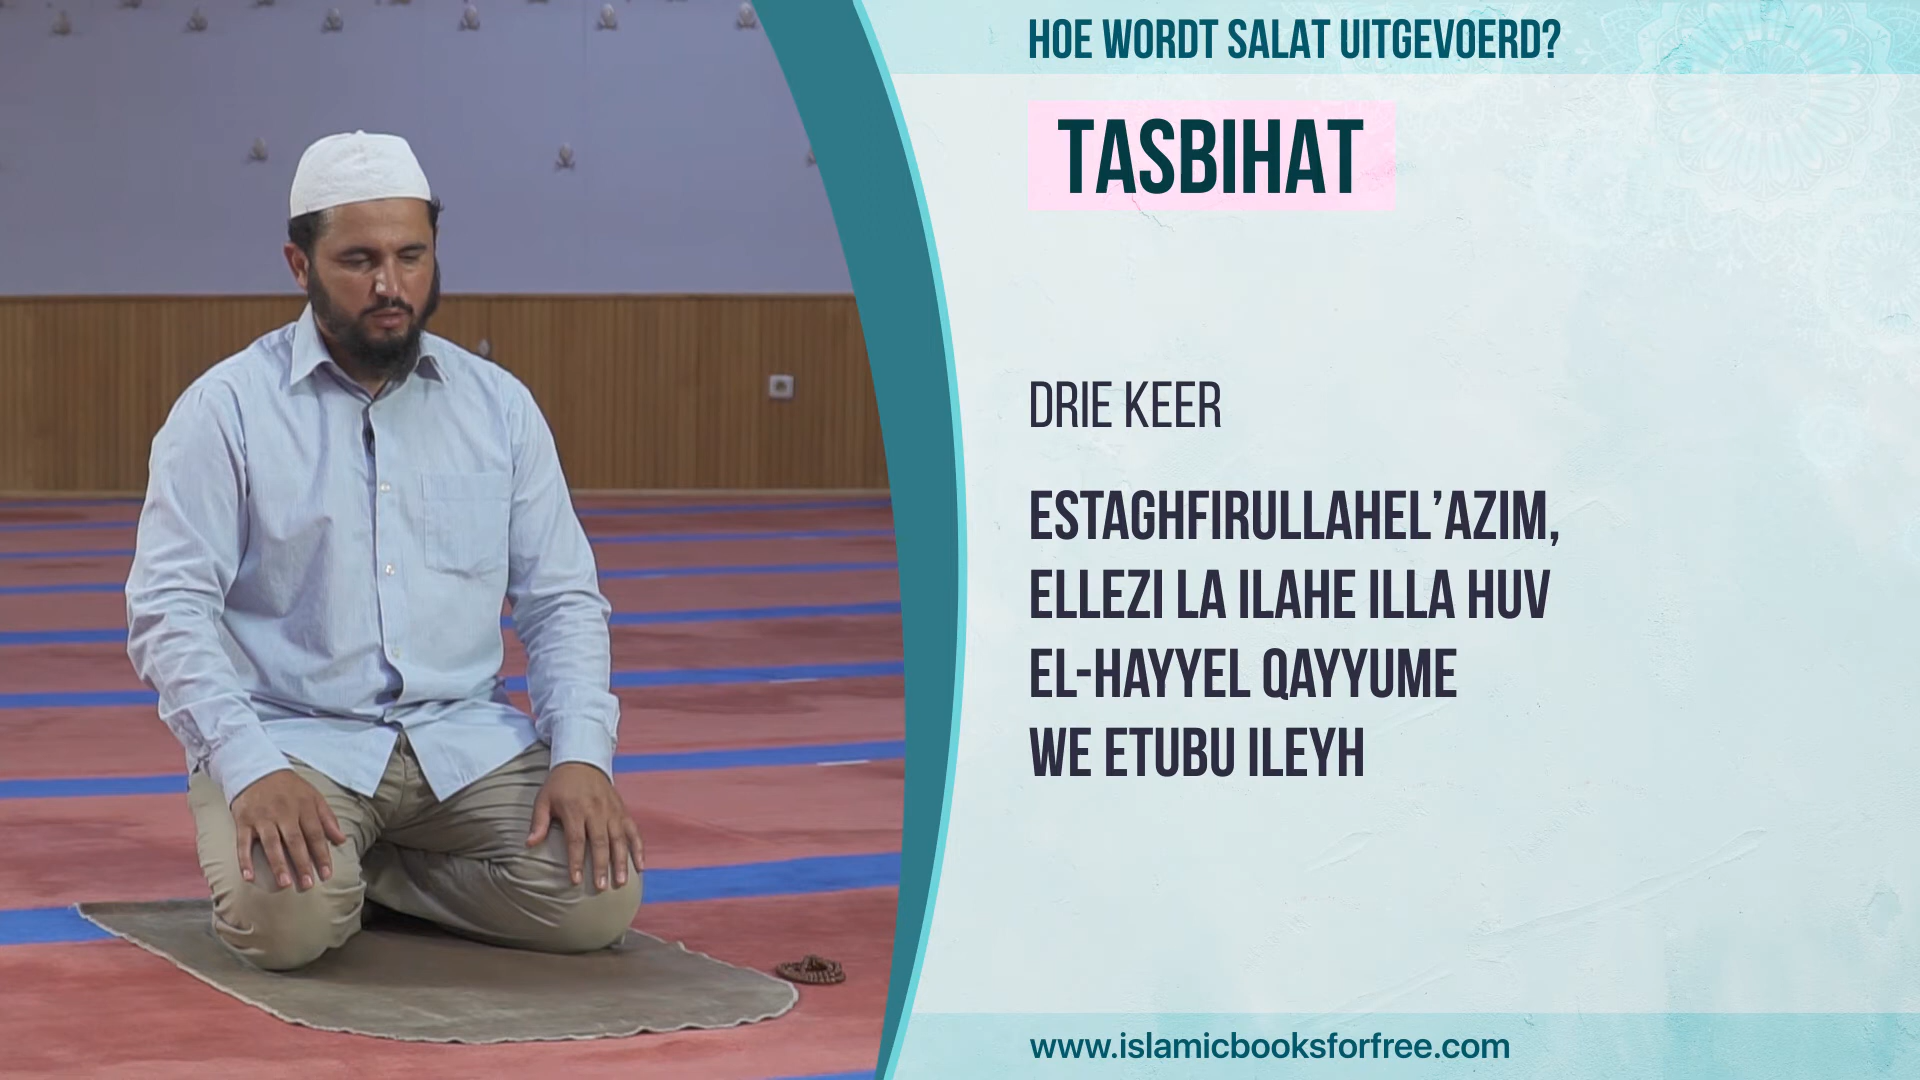 HOE WORDT SALAT UITGEVOERD?
TASBIHAT
DRIE KEER
ESTAGHFIRULLAHEL’AZIM,
ELLEZI LA ILAHE ILLA HUV
EL-HAYYEL QAYYUME
WE ETUBU ILEYH
www.islamicbooksforfree.com